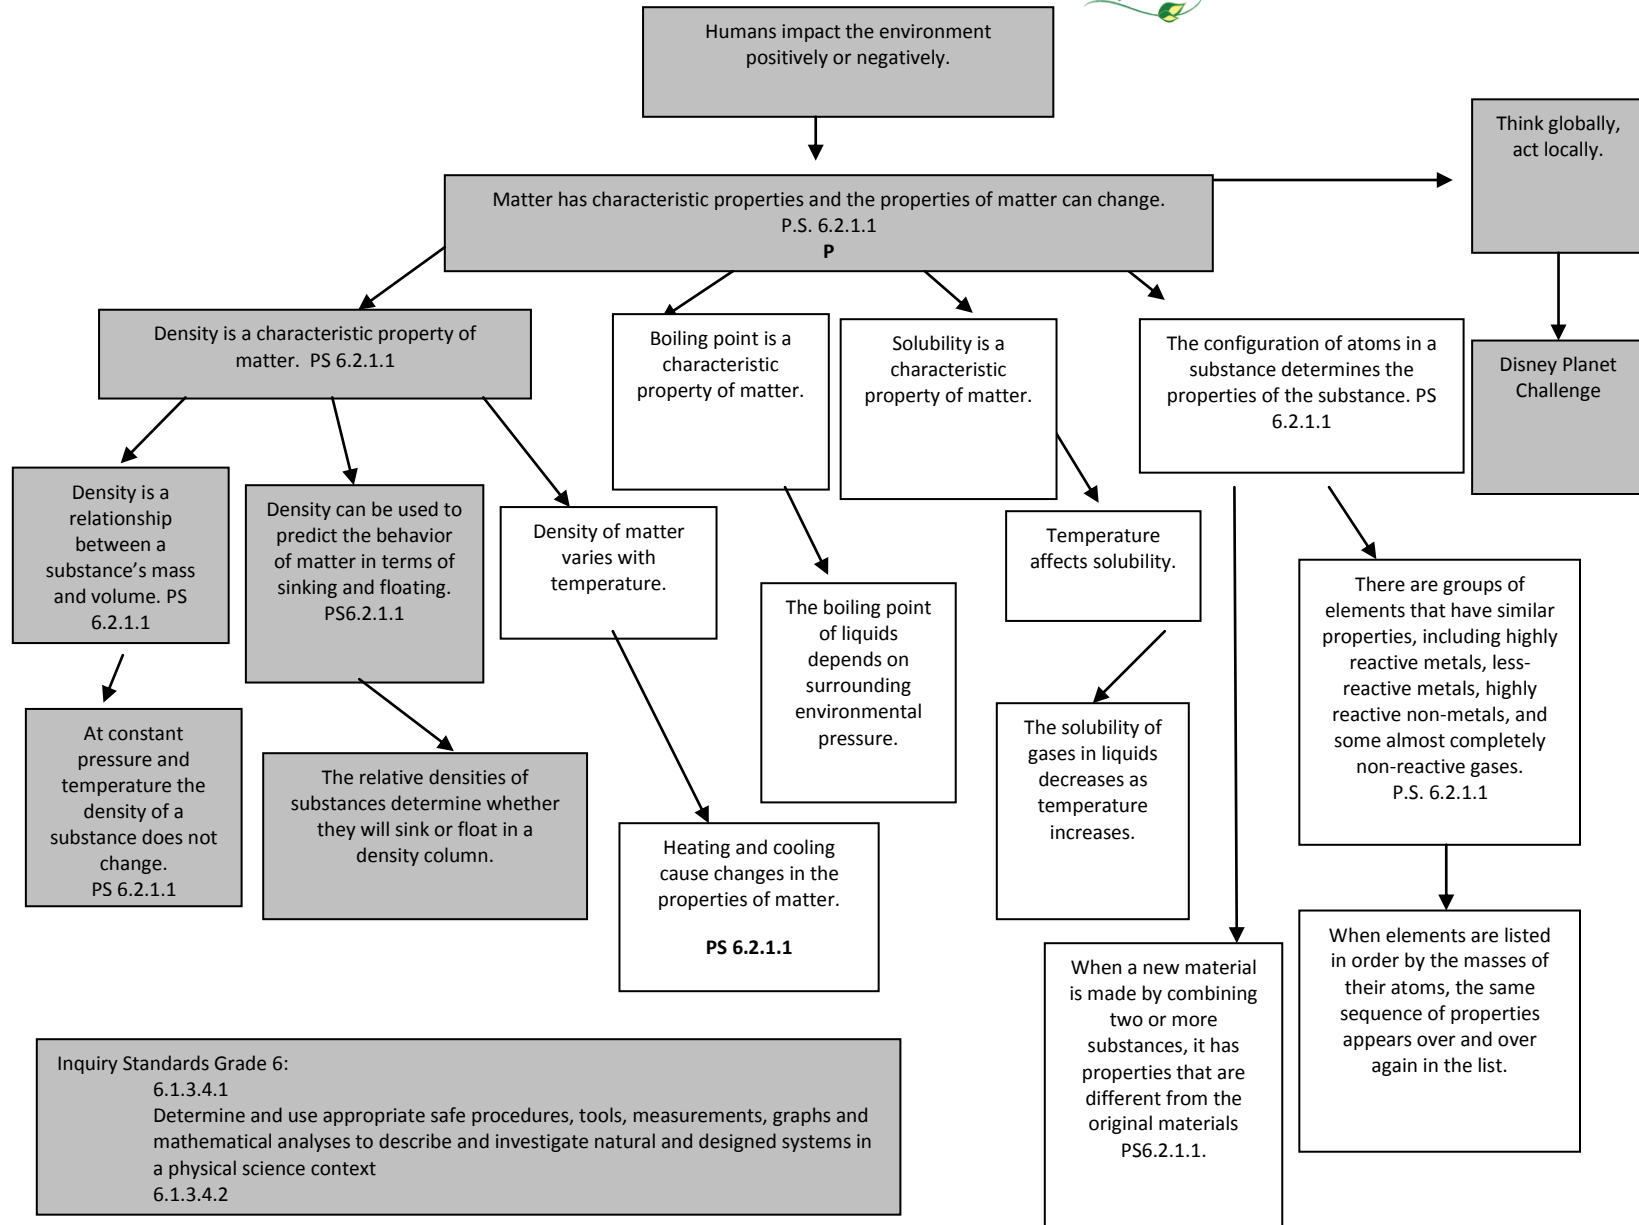 Humans impact the environment
positively or negatively.
Think globally,
act locally.
Matter has characteristic properties and the properties of matter can change.
P.S. 6.2.1.1
P
Density is a characteristic property of
matter.  PS 6.2.1.1
Boiling point is a
characteristic
property of matter.
Solubility is a
characteristic
property of matter.
The configuration of atoms in a
substance determines the
properties of the substance. PS
6.2.1.1
Disney Planet
Challenge
Density is a
relationship
between a
substance’s mass
and volume. PS
6.2.1.1
Density can be used to
predict the behavior
of matter in terms of
sinking and floating.
PS6.2.1.1
Density of matter
varies with
temperature.
The boiling point
of liquids
depends on
surrounding
environmental
pressure.
Temperature
affects solubility.
There are groups of
elements that have similar
properties, including highly
reactive metals, less-
reactive metals, highly
reactive non-metals, and
some almost completely
non-reactive gases.
P.S. 6.2.1.1
At constant
pressure and
temperature the
density of a
substance does not
change.
PS 6.2.1.1
The relative densities of
substances determine whether
they will sink or float in a
density column.
Heating and cooling
cause changes in the
properties of matter.
PS 6.2.1.1
The solubility of
gases in liquids
decreases as
temperature
increases.
When a new material
is made by combining
two or more
substances, it has
properties that are
different from the
original materials
PS6.2.1.1.
When elements are listed
in order by the masses of
their atoms, the same
sequence of properties
appears over and over
again in the list.
Inquiry Standards Grade 6:
6.1.3.4.1
Determine and use appropriate safe procedures, tools, measurements, graphs and
mathematical analyses to describe and investigate natural and designed systems in
a physical science context
6.1.3.4.2